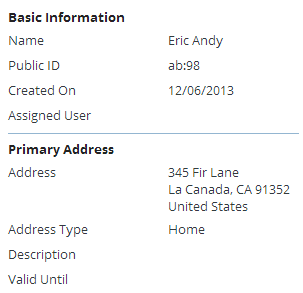 Basic Information
Name Eric Andy
Public ID ab:98
Created On 12/06/2013
Assigned User
Primary Address
Address 345 Fir Lane
La Canada, CA 91352
United States
Address Type Home
Description
Valid Until